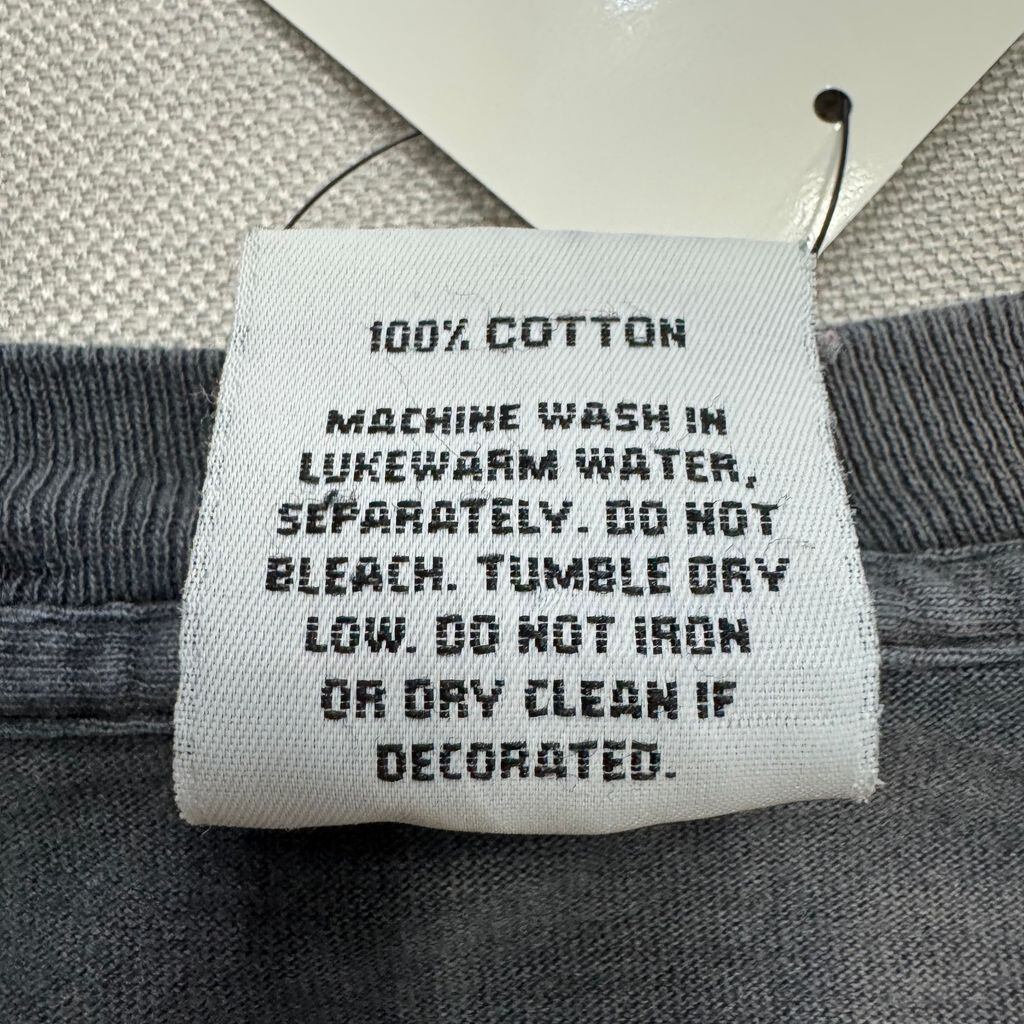 100% COTTON
MACHINE WASH IN
LUKEWARM WATER,
SEPARATELY. DO NOT
BLEACH. TUMBLE DRY
LOW. DO NOT IRON
OR DRY CLEAN IF
DECORATED.